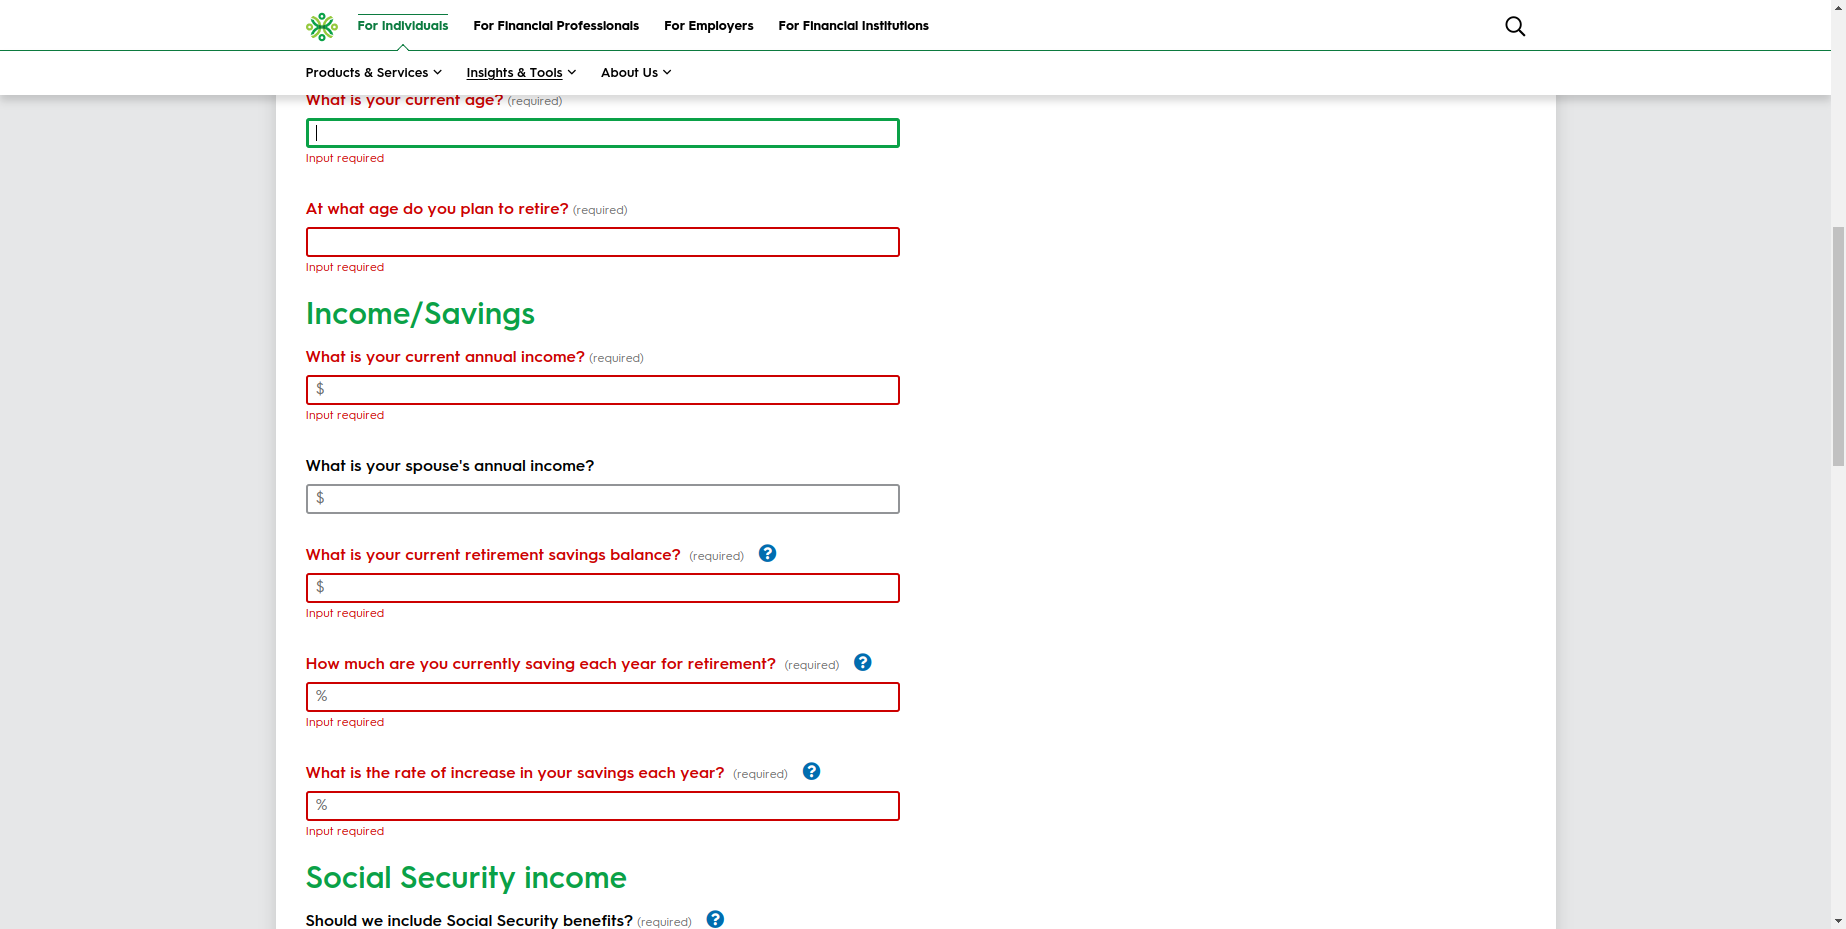 For Individuals For Financial Professionals For Employers For Financial Institutions
Products & Services Insights & Tools About Us
What is your current age? (required)
Input required
At what age do you plan to retire? (required)
Input required
Income/Savings
What is your current annual income? (required)
$
Input required
What is your spouse's annual income?
$
What is your current retirement savings balance? (required) ?
$
Input required
How much are you currently saving each year for retirement? (required) ?
%
Input required
What is the rate of increase in your savings each year? (required) ?
%
Input required
Social Security income
Should we include Social Security benefits? (required) ?